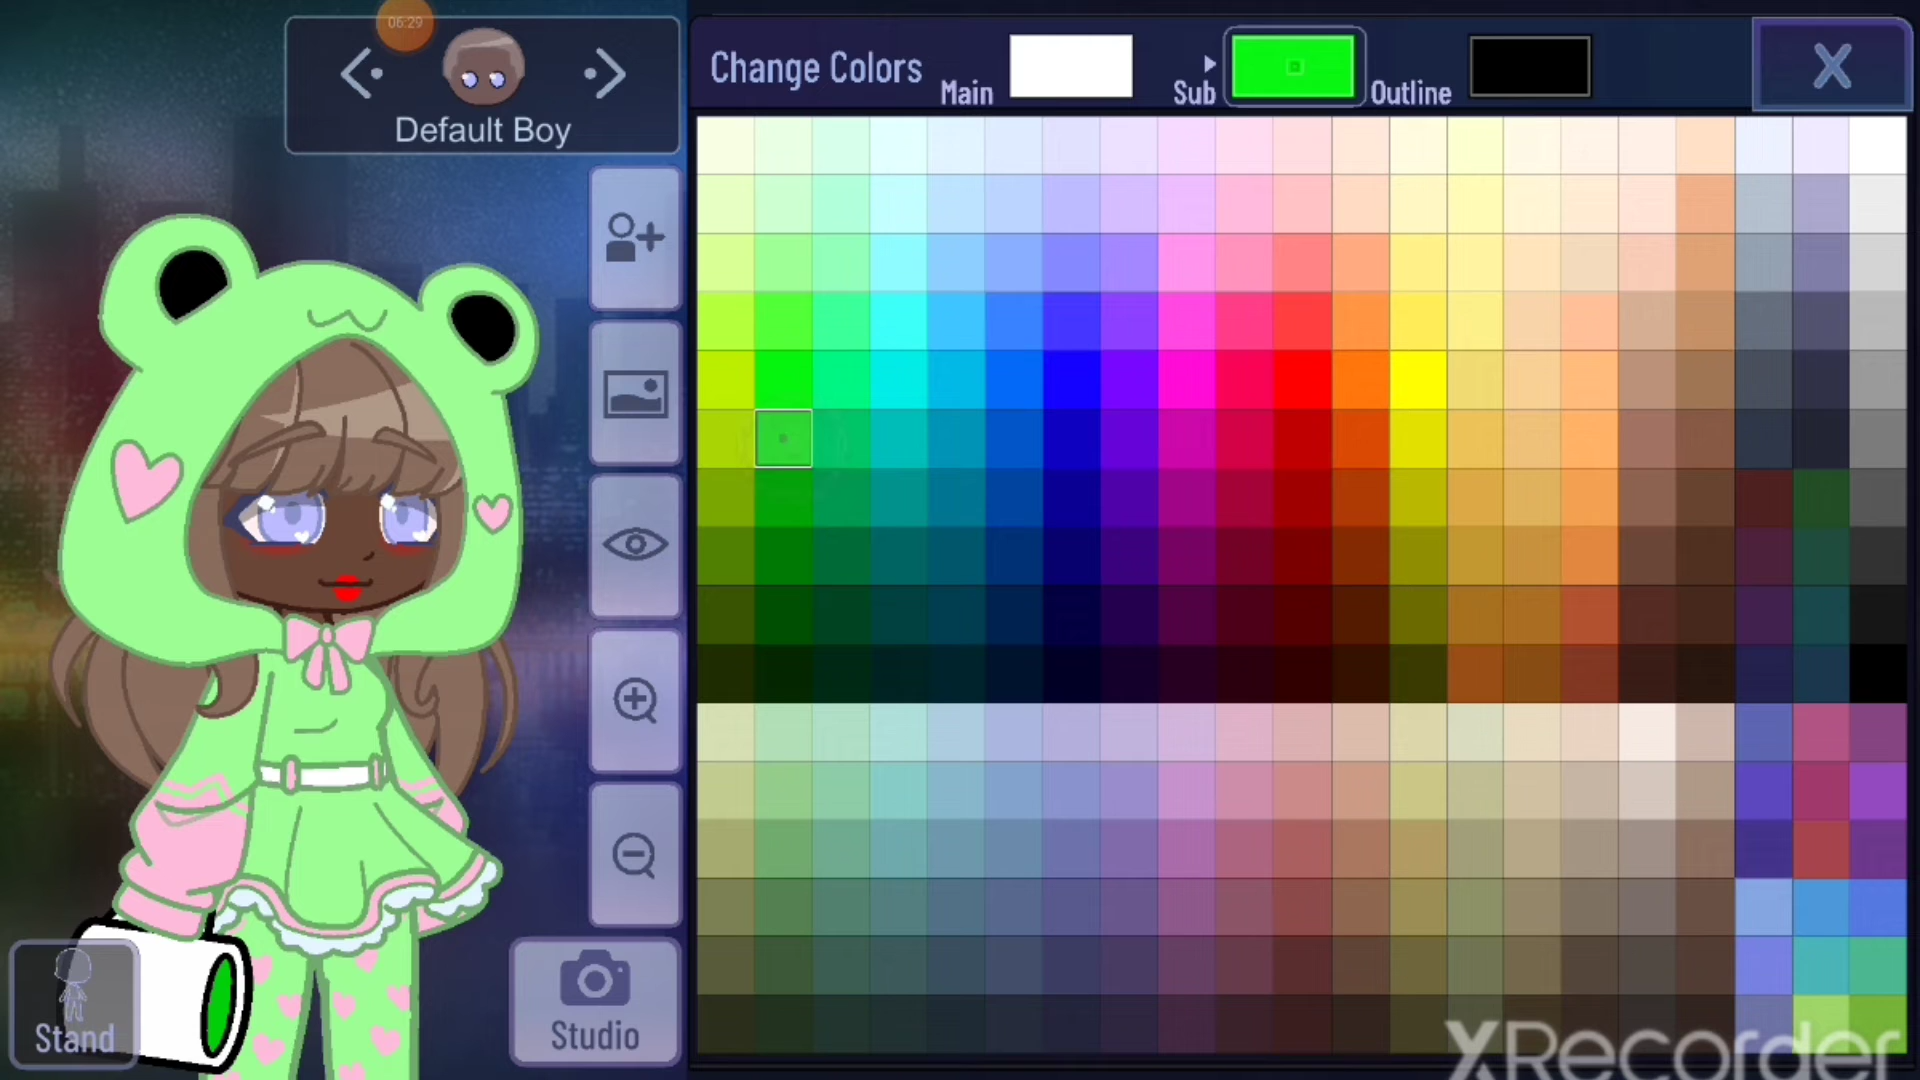 06:29
Default Boy
Change Colors
Main
Sub
Outline
X
Stand
Studio
XRecorder